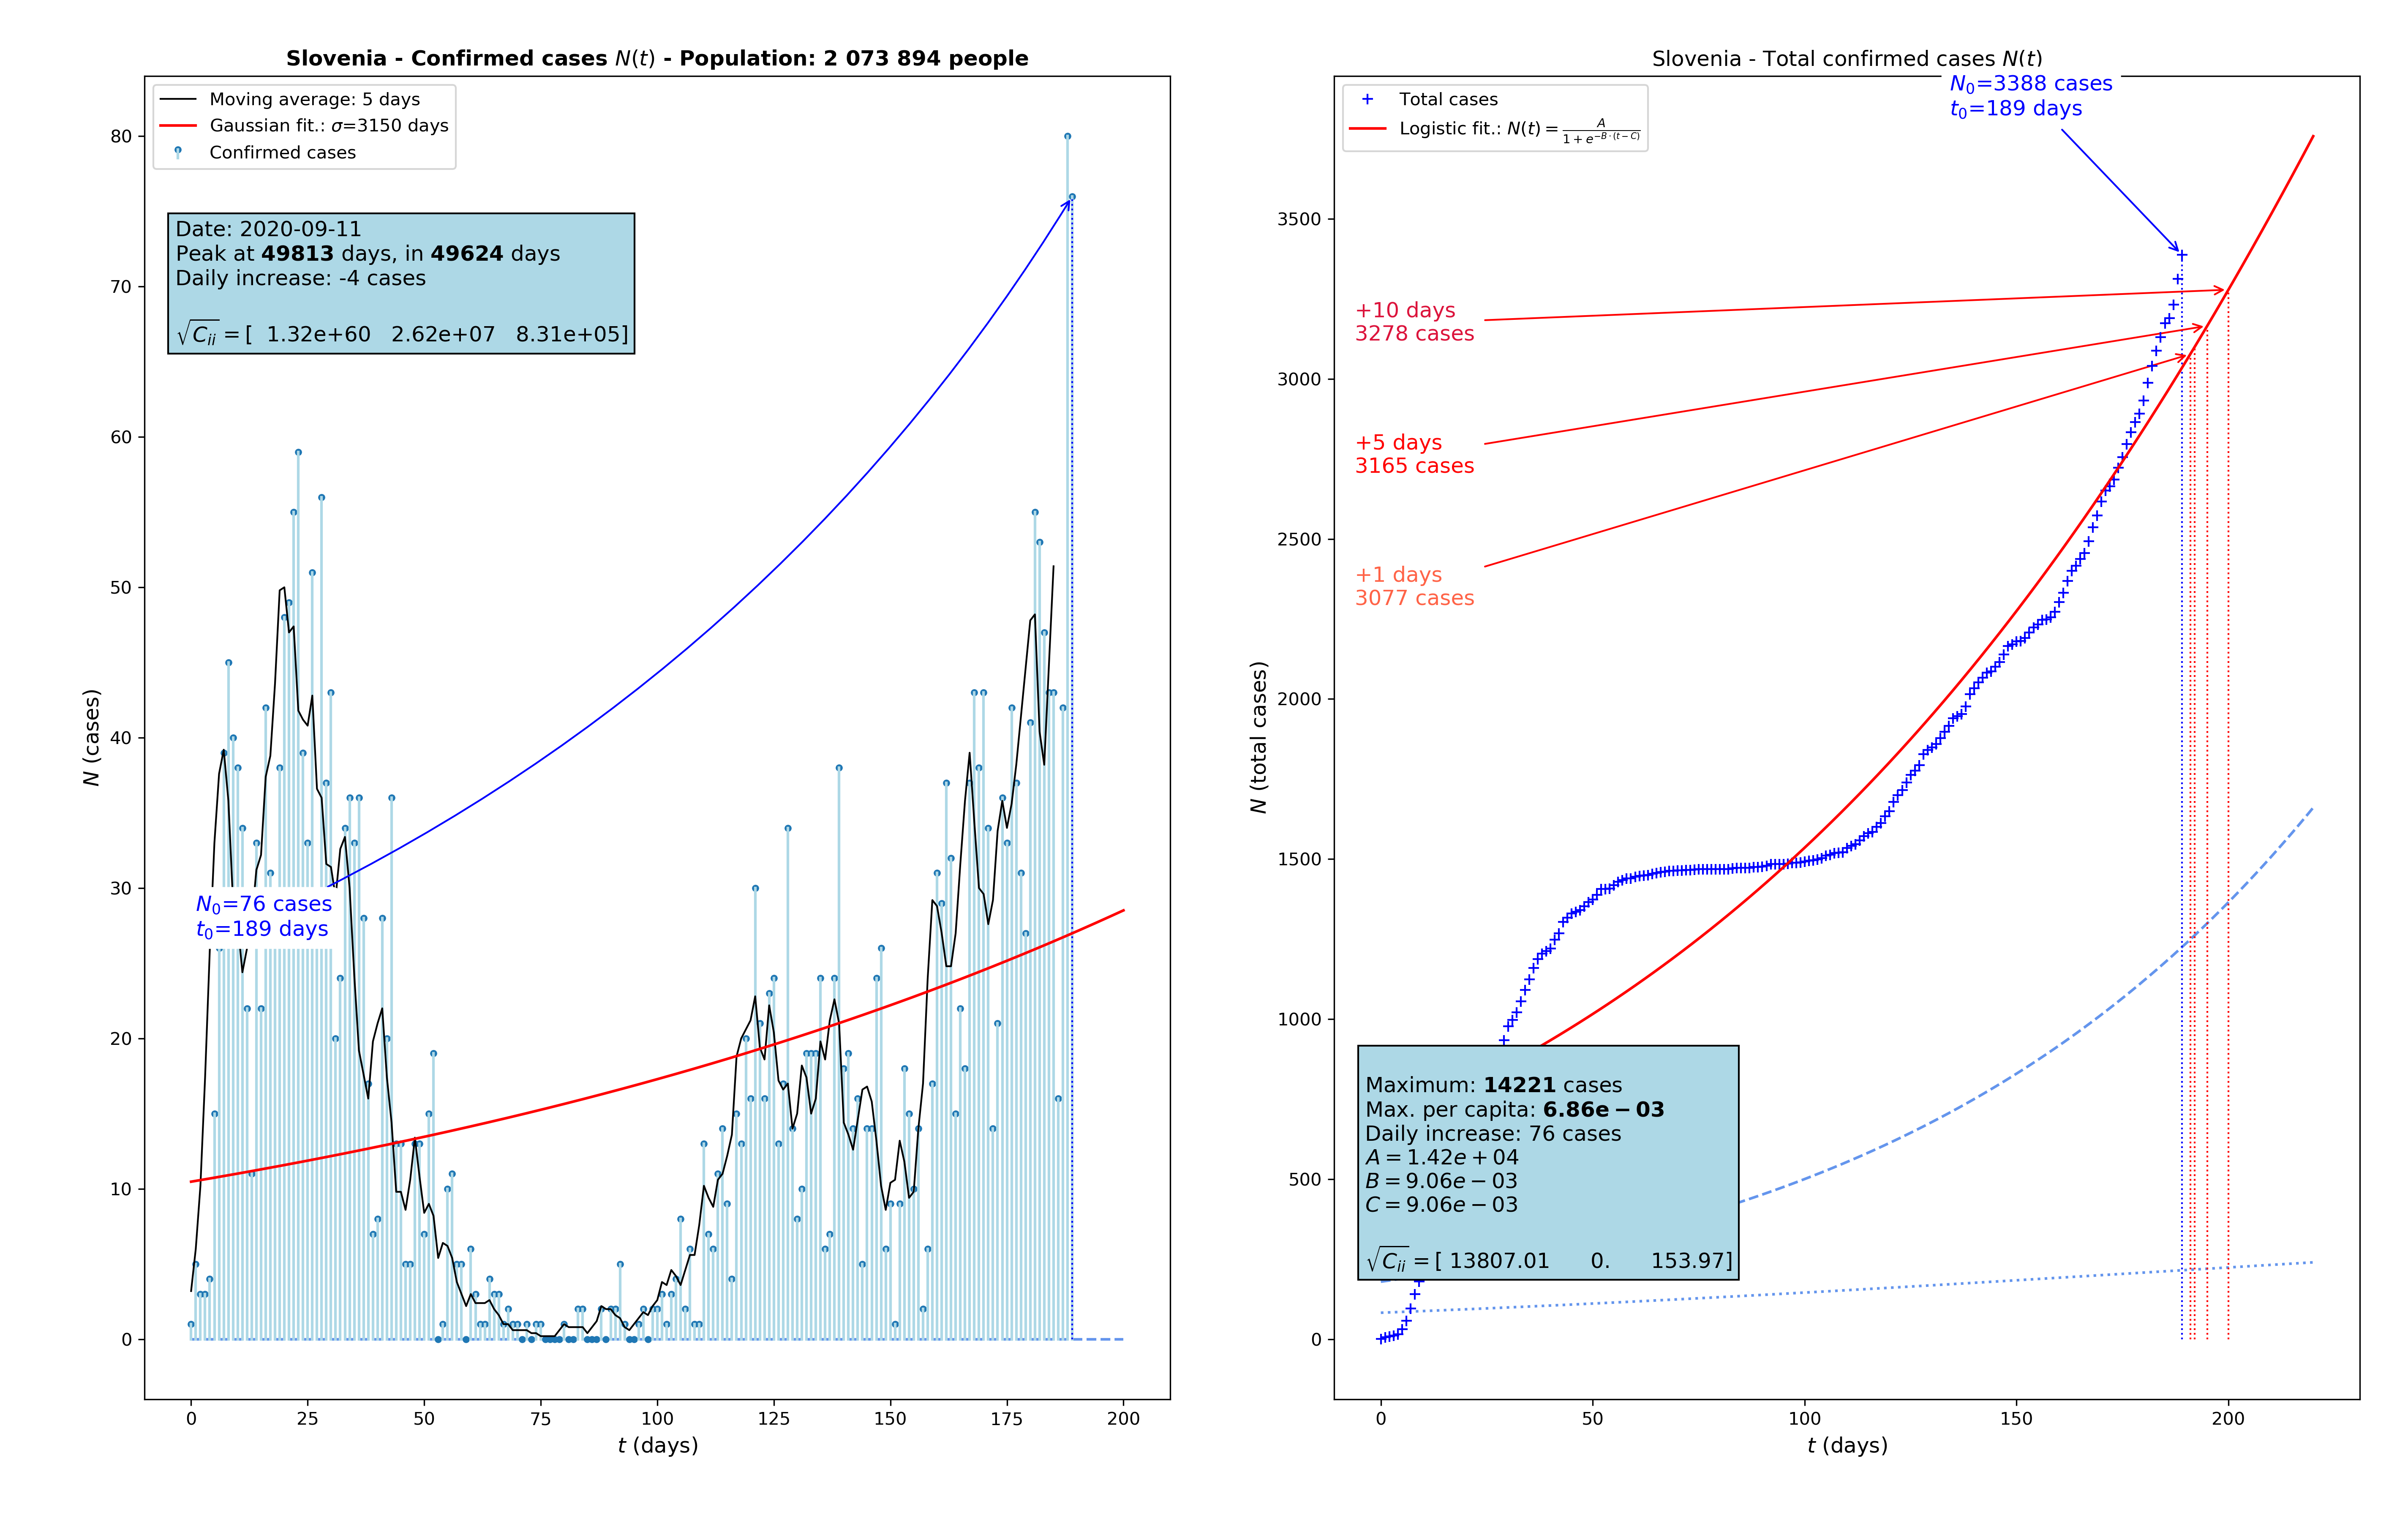 Slovenia - Confirmed cases N(t) - Population: 2 073 894 people
Moving average: 5 days
Gaussian fit.: σ=3150 days
Confirmed cases
Date: 2020-09-11
Peak at 49813 days, in 49624 days
Daily increase: -4 cases
√C_ii = [ 1.32e+60 2.62e+07 8.31e+05]
N_0=76 cases
t_0=189 days
N (cases)
80
70
60
50
40
30
20
10
0
0 25 50 75 100 125 150 175 200
t (days)
Slovenia - Total confirmed cases N(t)
Total cases
Logistic fit.: N(t) = A / (1 + e^{-B·(t-C)})
N_0=3388 cases
t_0=189 days
+10 days
3278 cases
+5 days
3165 cases
+1 days
3077 cases
Maximum: 14221 cases
Max. per capita: 6.86e − 03
Daily increase: 76 cases
A = 1.42e + 04
B = 9.06e − 03
C = 9.06e − 03
√C_ii = [ 13807.01 0. 153.97]
N (total cases)
3500
3000
2500
2000
1500
1000
500
0
0 50 100 150 200
t (days)